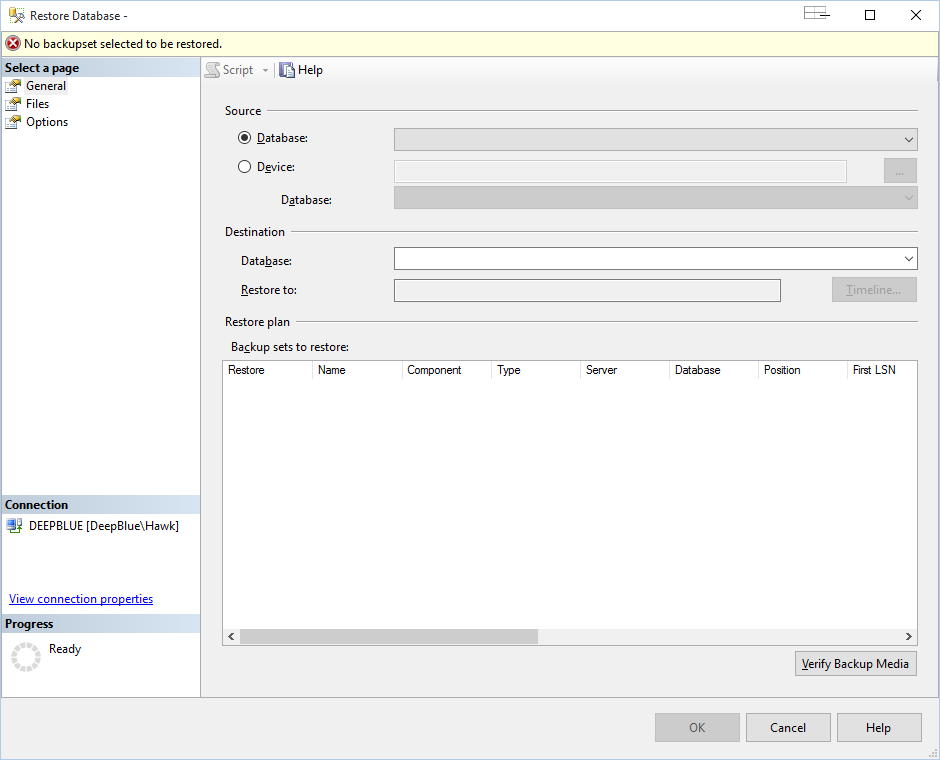 Restore Database -
No backupset selected to be restored.
Select a page
General
Files
Options
Script
Help
Source
Database:
Device:
...
Database:
Destination
Database:
Restore to:
Timeline...
Restore plan
Backup sets to restore:
Restore Name Component Type Server Database Position First LSN
Connection
DEEPBLUE [DeepBlue\Hawk]
View connection properties
Progress
Ready
Verify Backup Media
OK Cancel Help